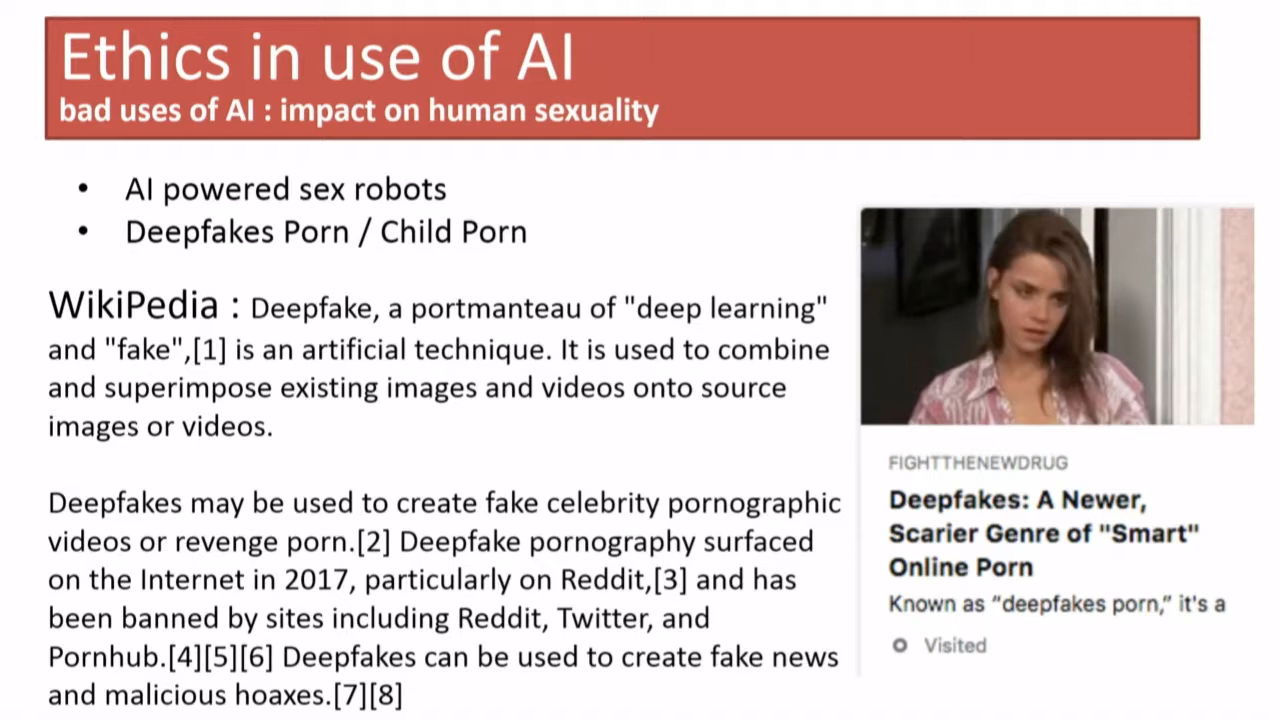 Ethics in use of AI
bad uses of AI : impact on human sexuality
• AI powered sex robots
• Deepfakes Porn / Child Porn
WikiPedia : Deepfake, a portmanteau of "deep learning"
and "fake",[1] is an artificial technique. It is used to combine
and superimpose existing images and videos onto source
images or videos.
Deepfakes may be used to create fake celebrity pornographic
videos or revenge porn.[2] Deepfake pornography surfaced
on the Internet in 2017, particularly on Reddit,[3] and has
been banned by sites including Reddit, Twitter, and
Pornhub.[4][5][6] Deepfakes can be used to create fake news
and malicious hoaxes.[7][8]
FIGHTTHENEWDRUG
Deepfakes: A Newer,
Scarier Genre of "Smart"
Online Porn
Known as “deepfakes porn,” it's a
Visited